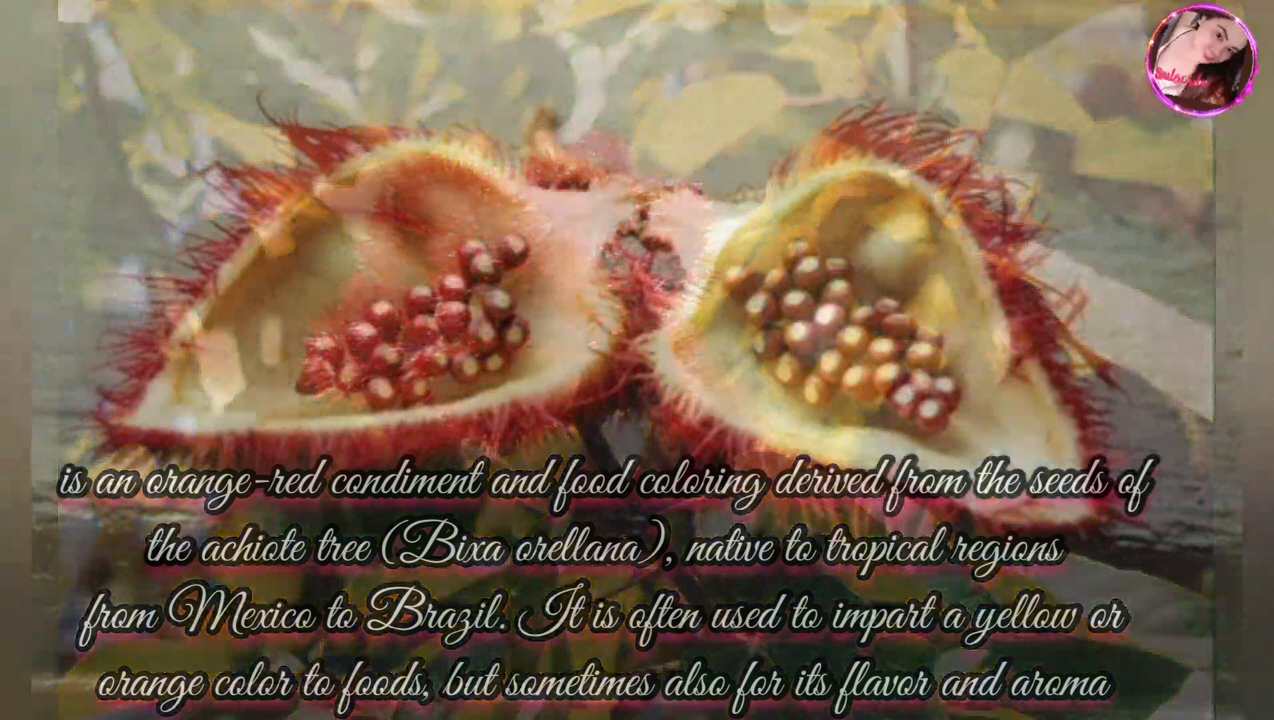 is an orange-red condiment and food coloring derived from the seeds of
the achiote tree (Bixa orellana), native to tropical regions
from Mexico to Brazil. It is often used to impart a yellow or
orange color to foods, but sometimes also for its flavor and aroma